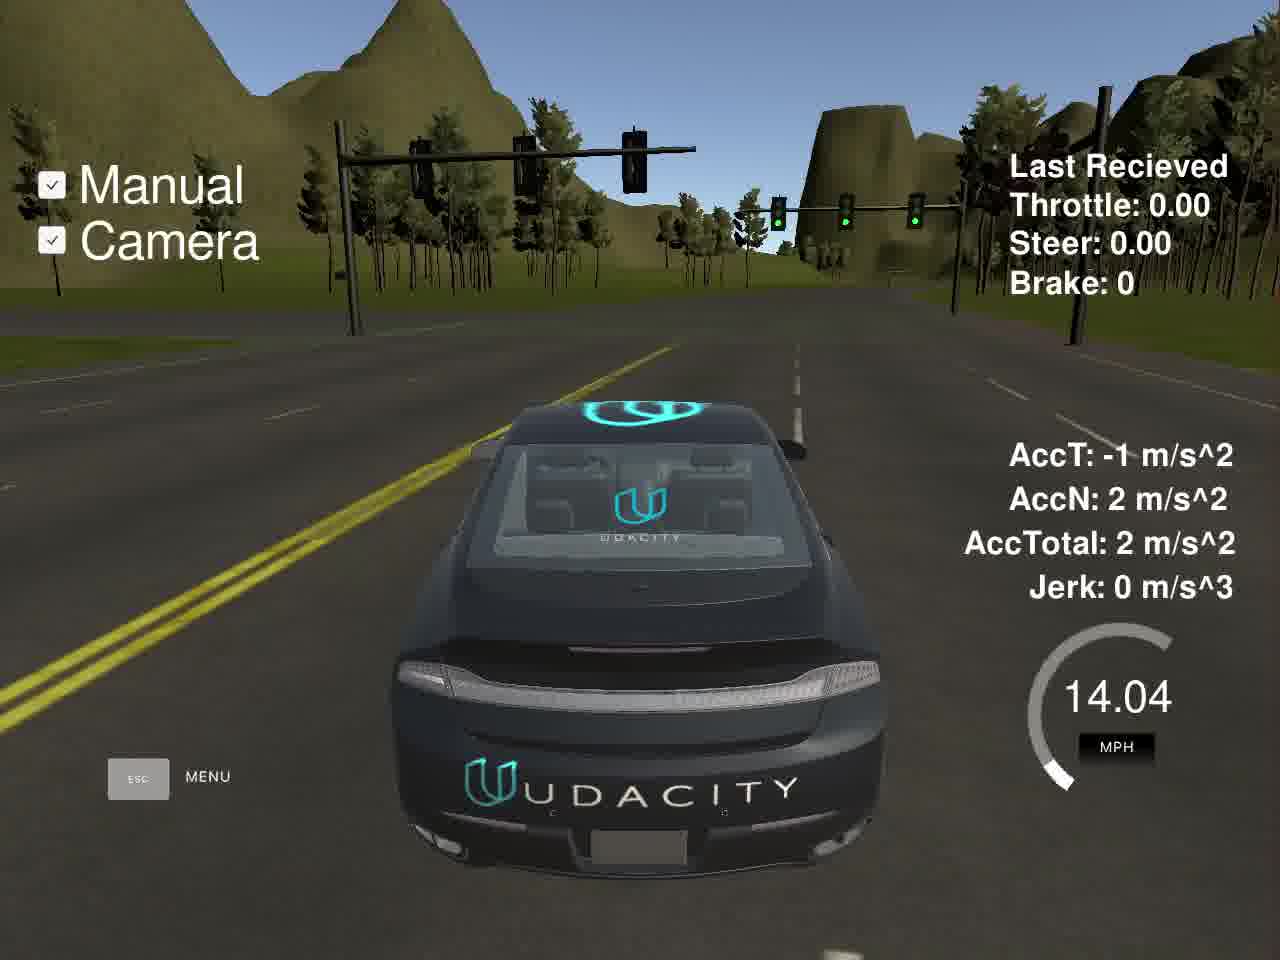 Manual
Camera
Last Recieved
Throttle: 0.00
Steer: 0.00
Brake: 0
AccT: -1 m/s^2
AccN: 2 m/s^2
AccTotal: 2 m/s^2
Jerk: 0 m/s^3
14.04
MPH
UDACITY
UDACITY
ESC MENU